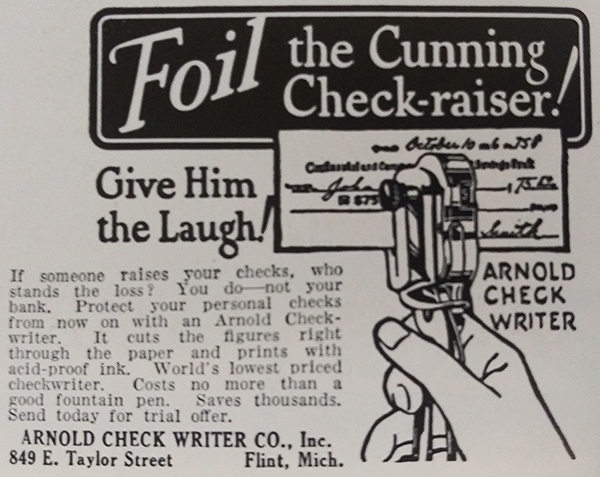 Foil the Cunning
Check-raiser!
Give Him
the Laugh!
October 10
John
Smith
If someone raises your checks, who
stands the loss? You do—not your
bank. Protect your personal checks
from now on with an Arnold Check-
writer. It cuts the figures right
through the paper and prints with
acid-proof ink. World's lowest priced
checkwriter. Costs no more than a
good fountain pen. Saves thousands.
Send today for trial offer.
ARNOLD
CHECK
WRITER
ARNOLD CHECK WRITER CO., Inc.
849 E. Taylor Street Flint, Mich.